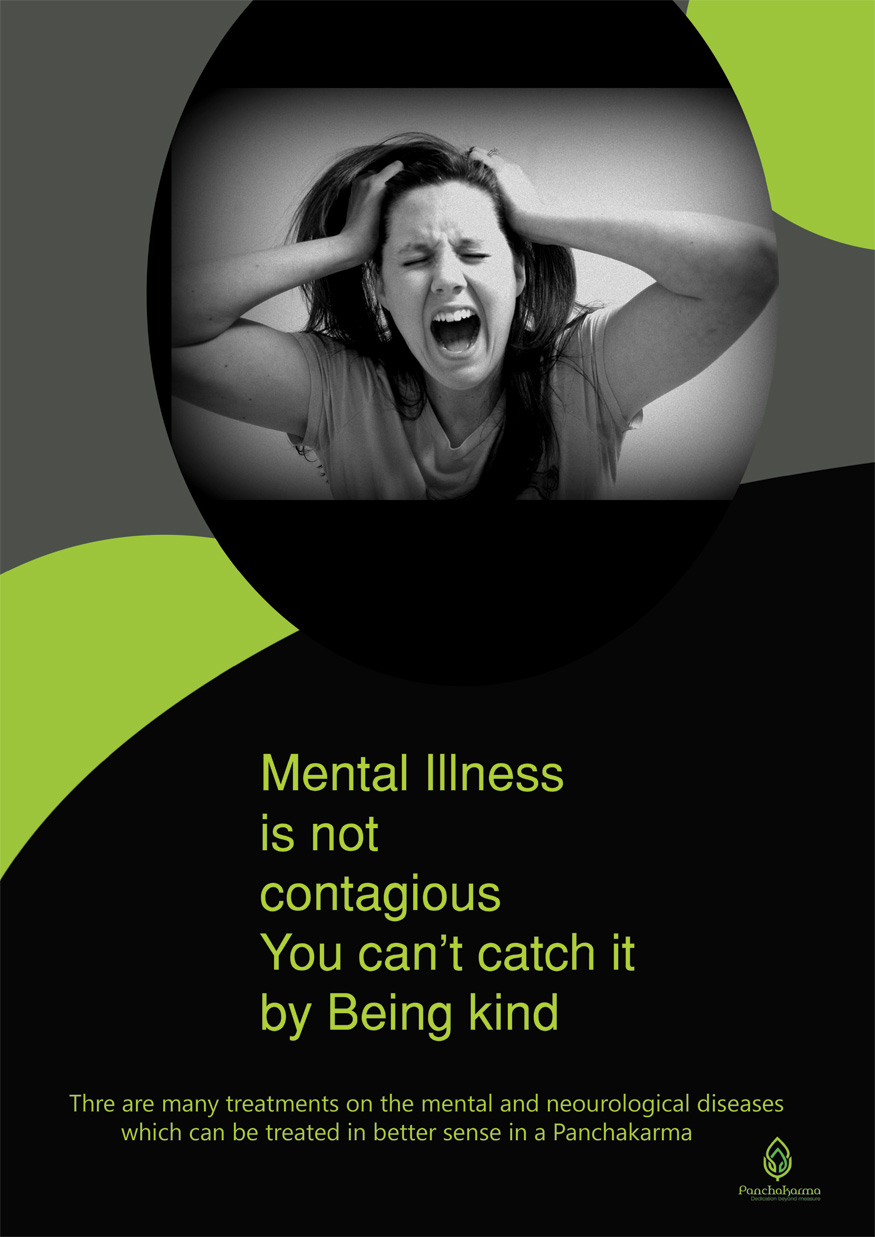 Mental Illness
is not
contagious
You can’t catch it
by Being kind
Thre are many treatments on the mental and neourological diseases
which can be treated in better sense in a Panchakarma
Panchakarma
Dedication beyond measure